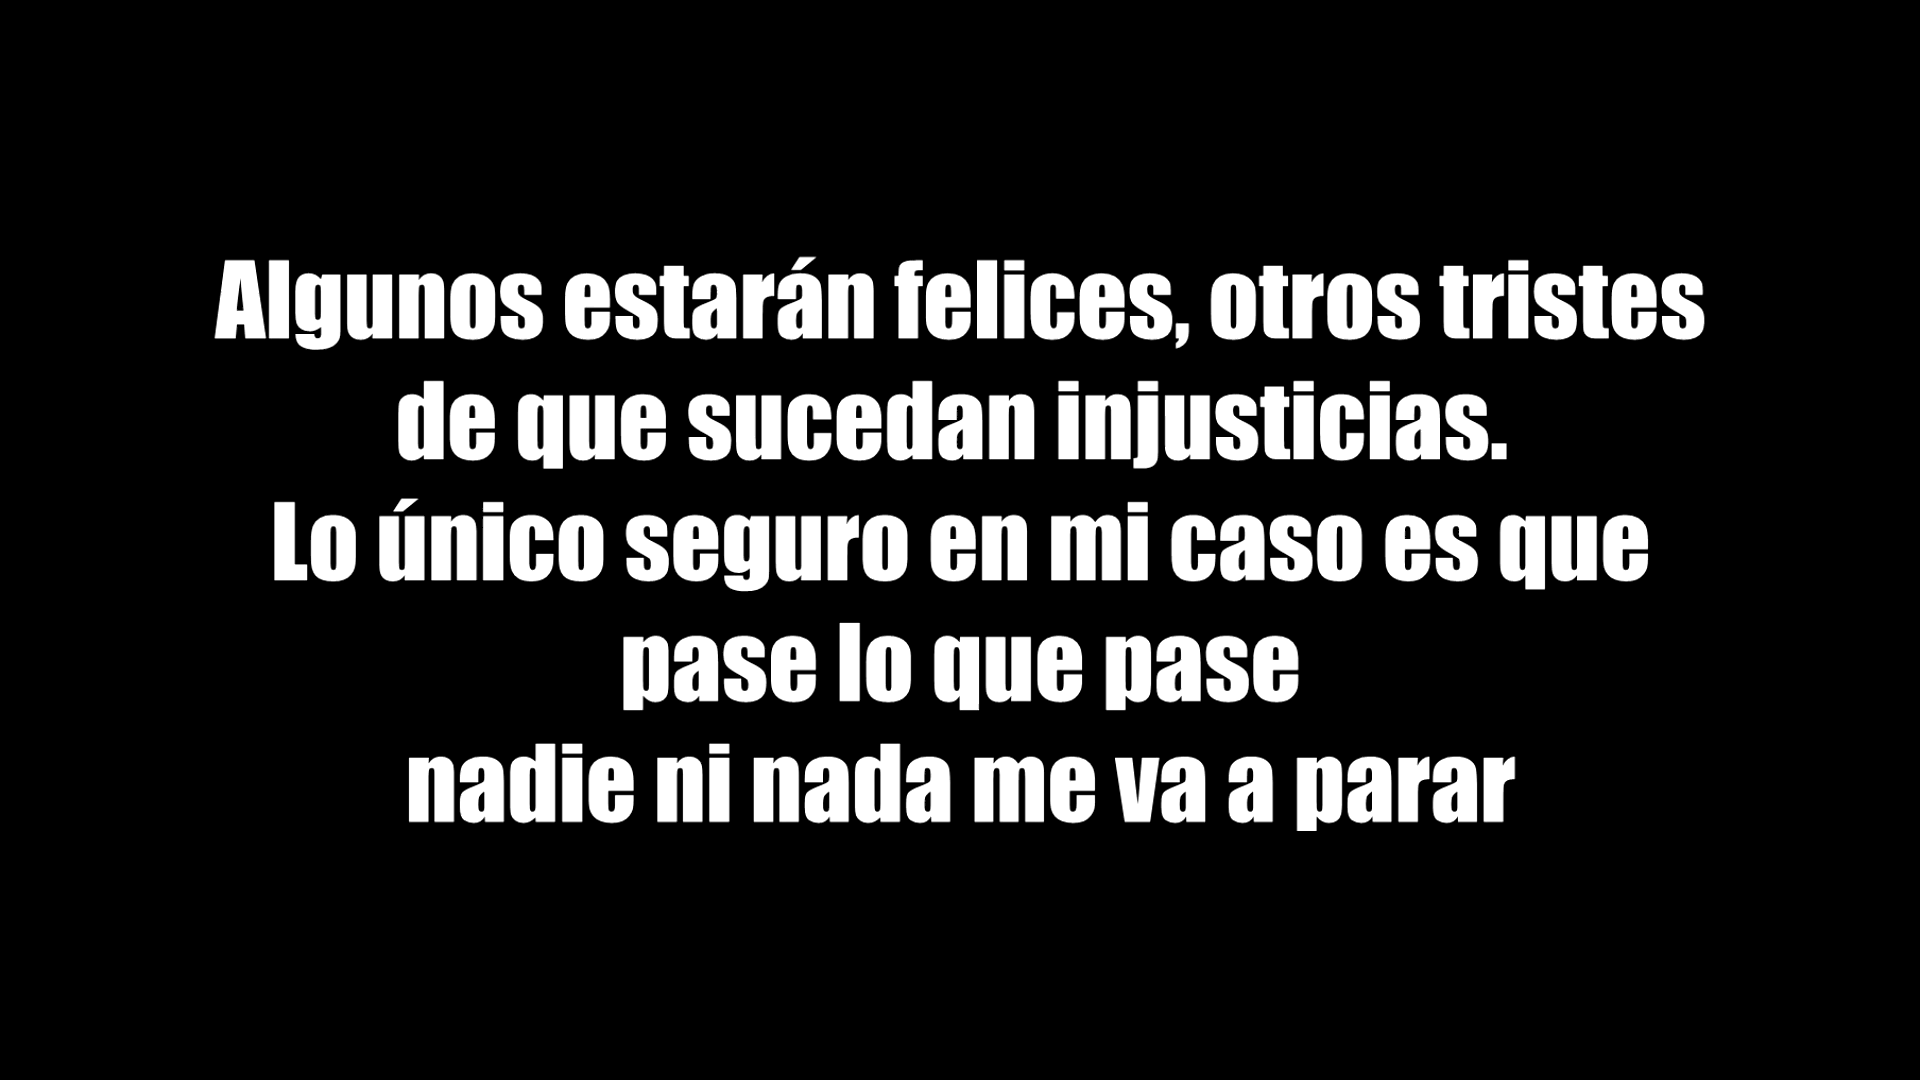 Algunos estarán felices, otros tristes
de que sucedan injusticias.
Lo único seguro en mi caso es que
pase lo que pase
nadie ni nada me va a parar